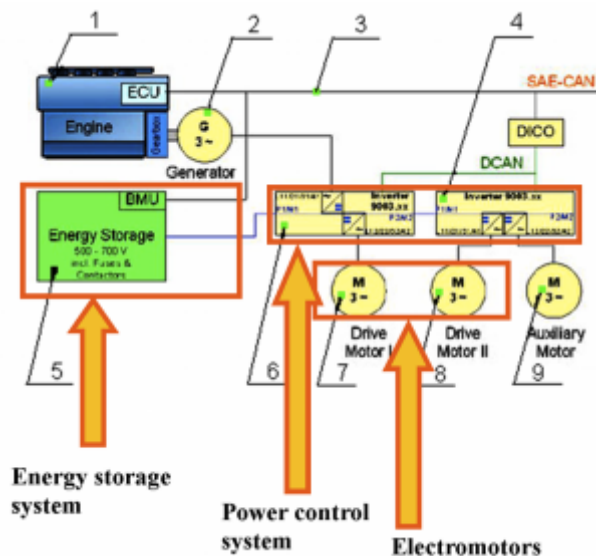 1
2
3
4
ECU
SAE-CAN
Engine
Gearbox
G
3 ~
DICO
Generator
DCAN
BMU
Inverter 9063.xx
Inverter 9063.xx
Energy Storage
500 - 700 V
incl. Fuses &
Contactors
M
3 ~
M
3 ~
M
3 ~
Drive
Motor I
Drive
Motor II
Auxiliary
Motor
5
6
7
8
9
Energy storage
system
Power control
system
Electromotors